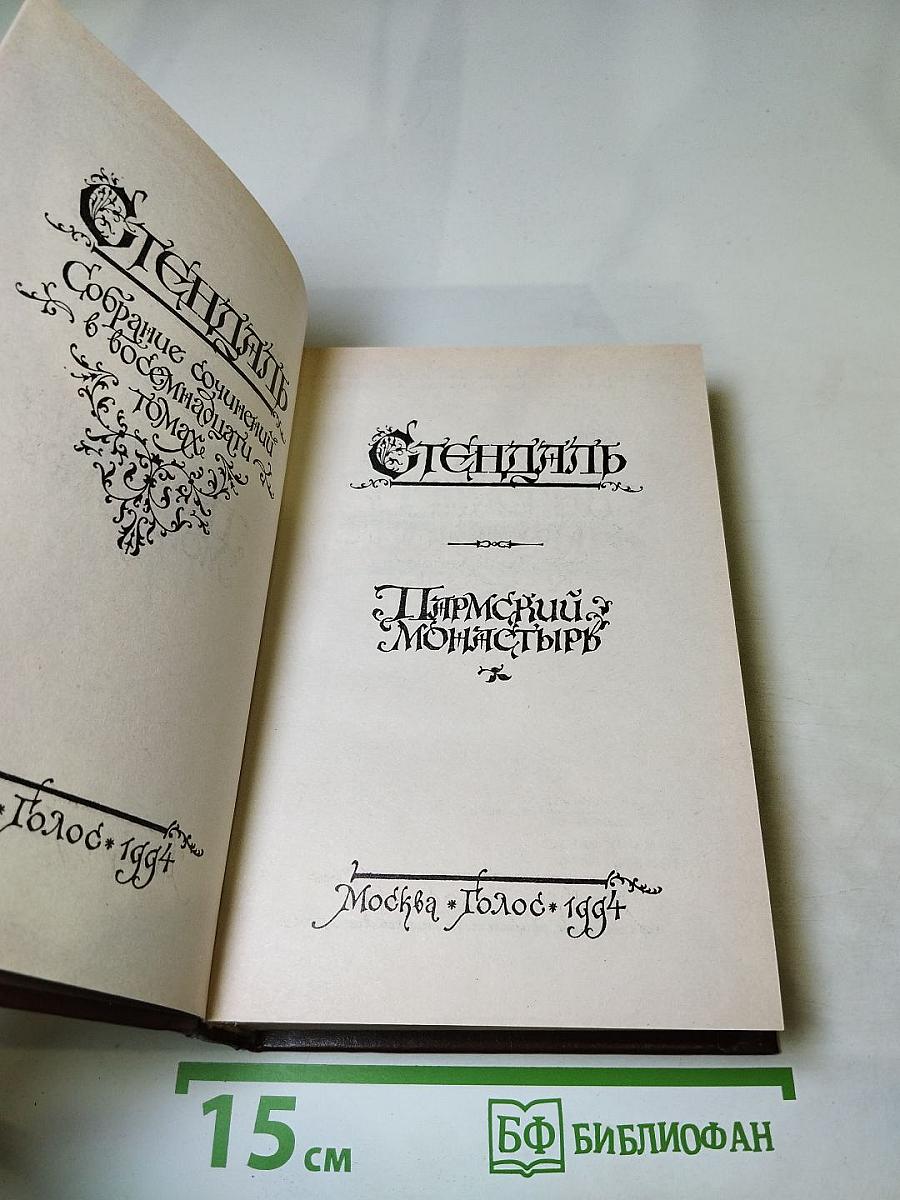 Стендаль
Собрание сочинений
в восемнадцати
томах
* Голос * 1994
Стендаль
Пармский
монастырь
Москва * Голос * 1994
15 см
БФ БИБЛИОФАН